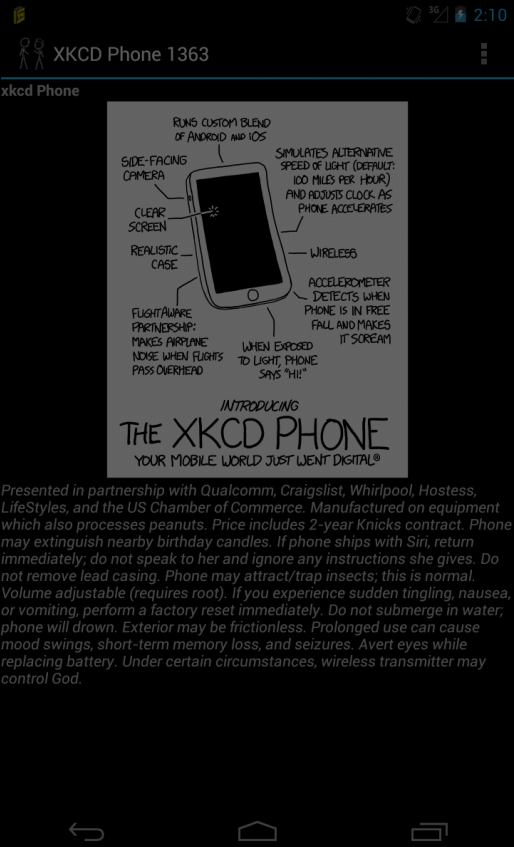 3G 2:10
XKCD Phone 1363
xkcd Phone
RUNS CUSTOM BLEND
OF ANDROID AND iOS
SIDE-FACING
CAMERA
SIMULATES ALTERNATIVE
SPEED OF LIGHT (DEFAULT:
100 MILES PER HOUR)
AND ADJUSTS CLOCK AS
PHONE ACCELERATES
CLEAR
SCREEN
REALISTIC
CASE
WIRELESS
ACCELEROMETER
DETECTS WHEN
PHONE IS IN FREE
FALL AND MAKES
IT SCREAM
FLIGHTAWARE
PARTNERSHIP:
MAKES AIRPLANE
NOISE WHEN FLIGHTS
PASS OVERHEAD
WHEN EXPOSED
TO LIGHT, PHONE
SAYS "HI!"
INTRODUCING
THE XKCD PHONE
YOUR MOBILE WORLD JUST WENT DIGITAL®
Presented in partnership with Qualcomm, Craigslist, Whirlpool, Hostess,
LifeStyles, and the US Chamber of Commerce. Manufactured on equipment
which also processes peanuts. Price includes 2-year Knicks contract. Phone
may extinguish nearby birthday candles. If phone ships with Siri, return
immediately; do not speak to her and ignore any instructions she gives. Do
not remove lead casing. Phone may attract/trap insects; this is normal.
Volume adjustable (requires root). If you experience sudden tingling, nausea,
or vomiting, perform a factory reset immediately. Do not submerge in water;
phone will drown. Exterior may be frictionless. Prolonged use can cause
mood swings, short-term memory loss, and seizures. Avert eyes while
replacing battery. Under certain circumstances, wireless transmitter may
control God.